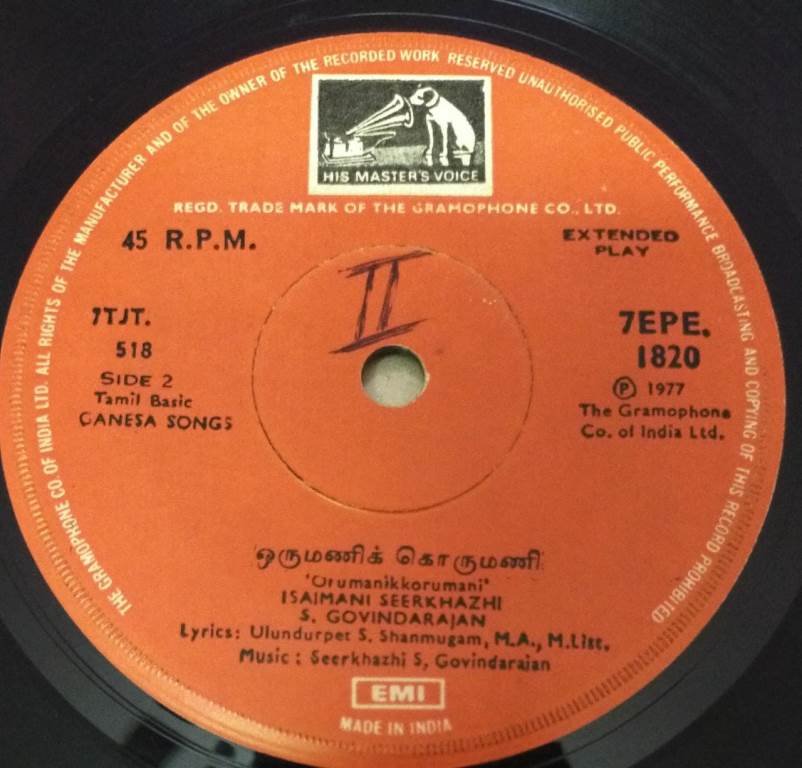 THE GRAMOPHONE CO. OF INDIA LTD. ALL RIGHTS OF THE MANUFACTURER AND OF THE OWNER OF THE RECORDED WORK RESERVED UNAUTHORISED PUBLIC PERFORMANCE BROADCASTING AND COPYING OF THIS RECORD PROHIBITED
HIS MASTER'S VOICE
REGD. TRADE MARK OF THE GRAMOPHONE CO., LTD.
45 R.P.M.
EXTENDED
PLAY
II
7TJT.
518
SIDE 2
Tamil Basic
GANESA SONGS
7EPE.
1820
Ⓟ 1977
The Gramophone
Co. of India Ltd.
ஒருமணிக் கொருமணி
'Orumanikkorumani'
ISAIMANI SEERKHAZHI
S. GOVINDARAJAN
Lyrics: Ulundurpet S. Shanmugam, M.A., M.Litt.
Music : Seerkhazhi S, Govindarajan
EMI
MADE IN INDIA